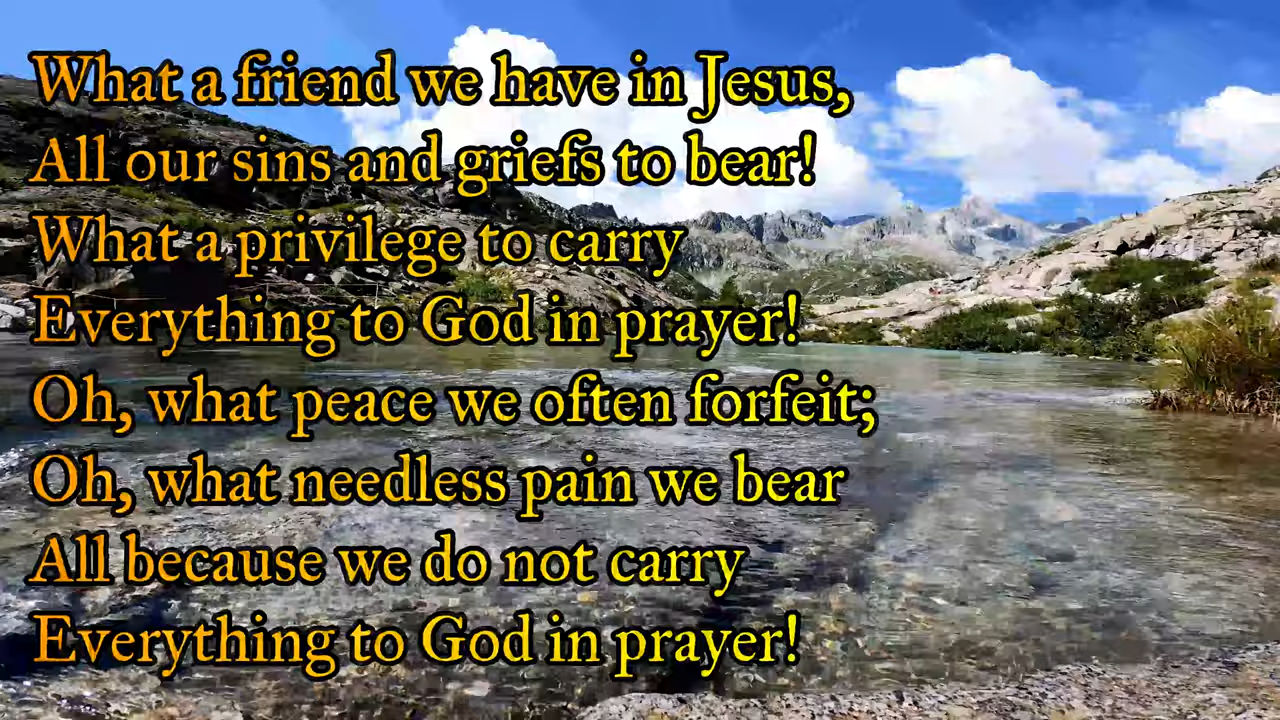 What a friend we have in Jesus,
All our sins and griefs to bear!
What a privilege to carry
Everything to God in prayer!
Oh, what peace we often forfeit;
Oh, what needless pain we bear
All because we do not carry
Everything to God in prayer!